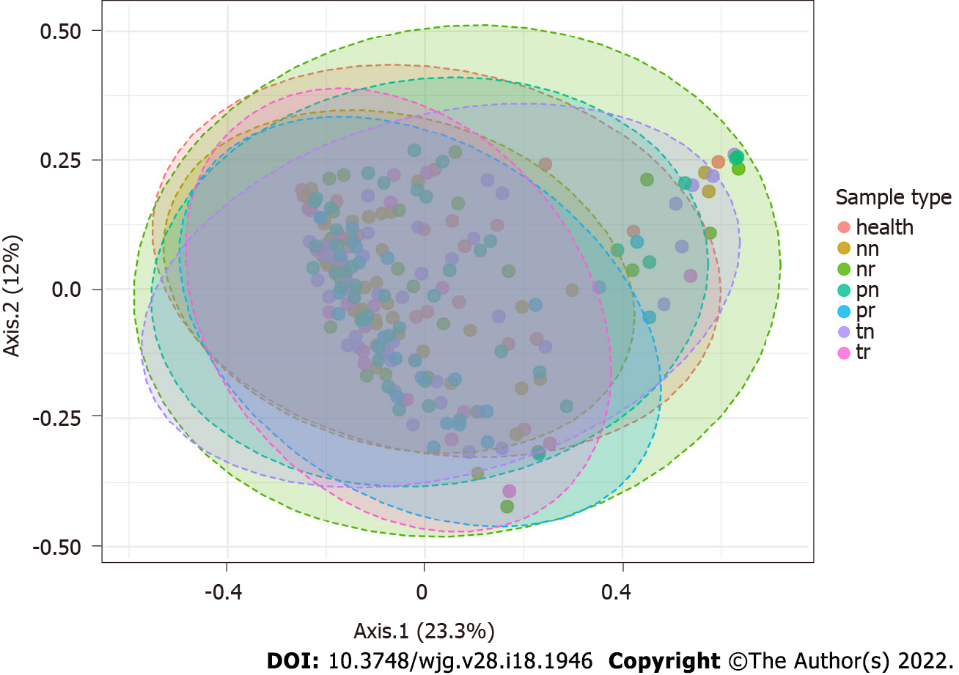 0.50
0.25
0.0
-0.25
-0.50
Axis.2 (12%)
-0.4
0
0.4
Axis.1 (23.3%)
Sample type
health
nn
nr
pn
pr
tn
tr
DOI: 10.3748/wjg.v28.i18.1946 Copyright ©The Author(s) 2022.